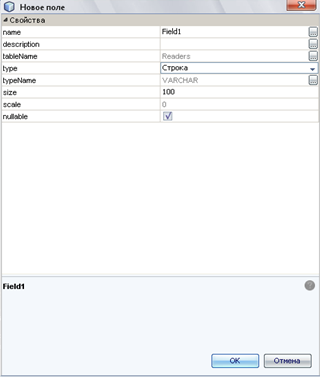 Новое поле
Свойства
name Field1
description
tableName Readers
type Строка
typeName VARCHAR
size 100
scale 0
nullable
Field1
OK Отмена